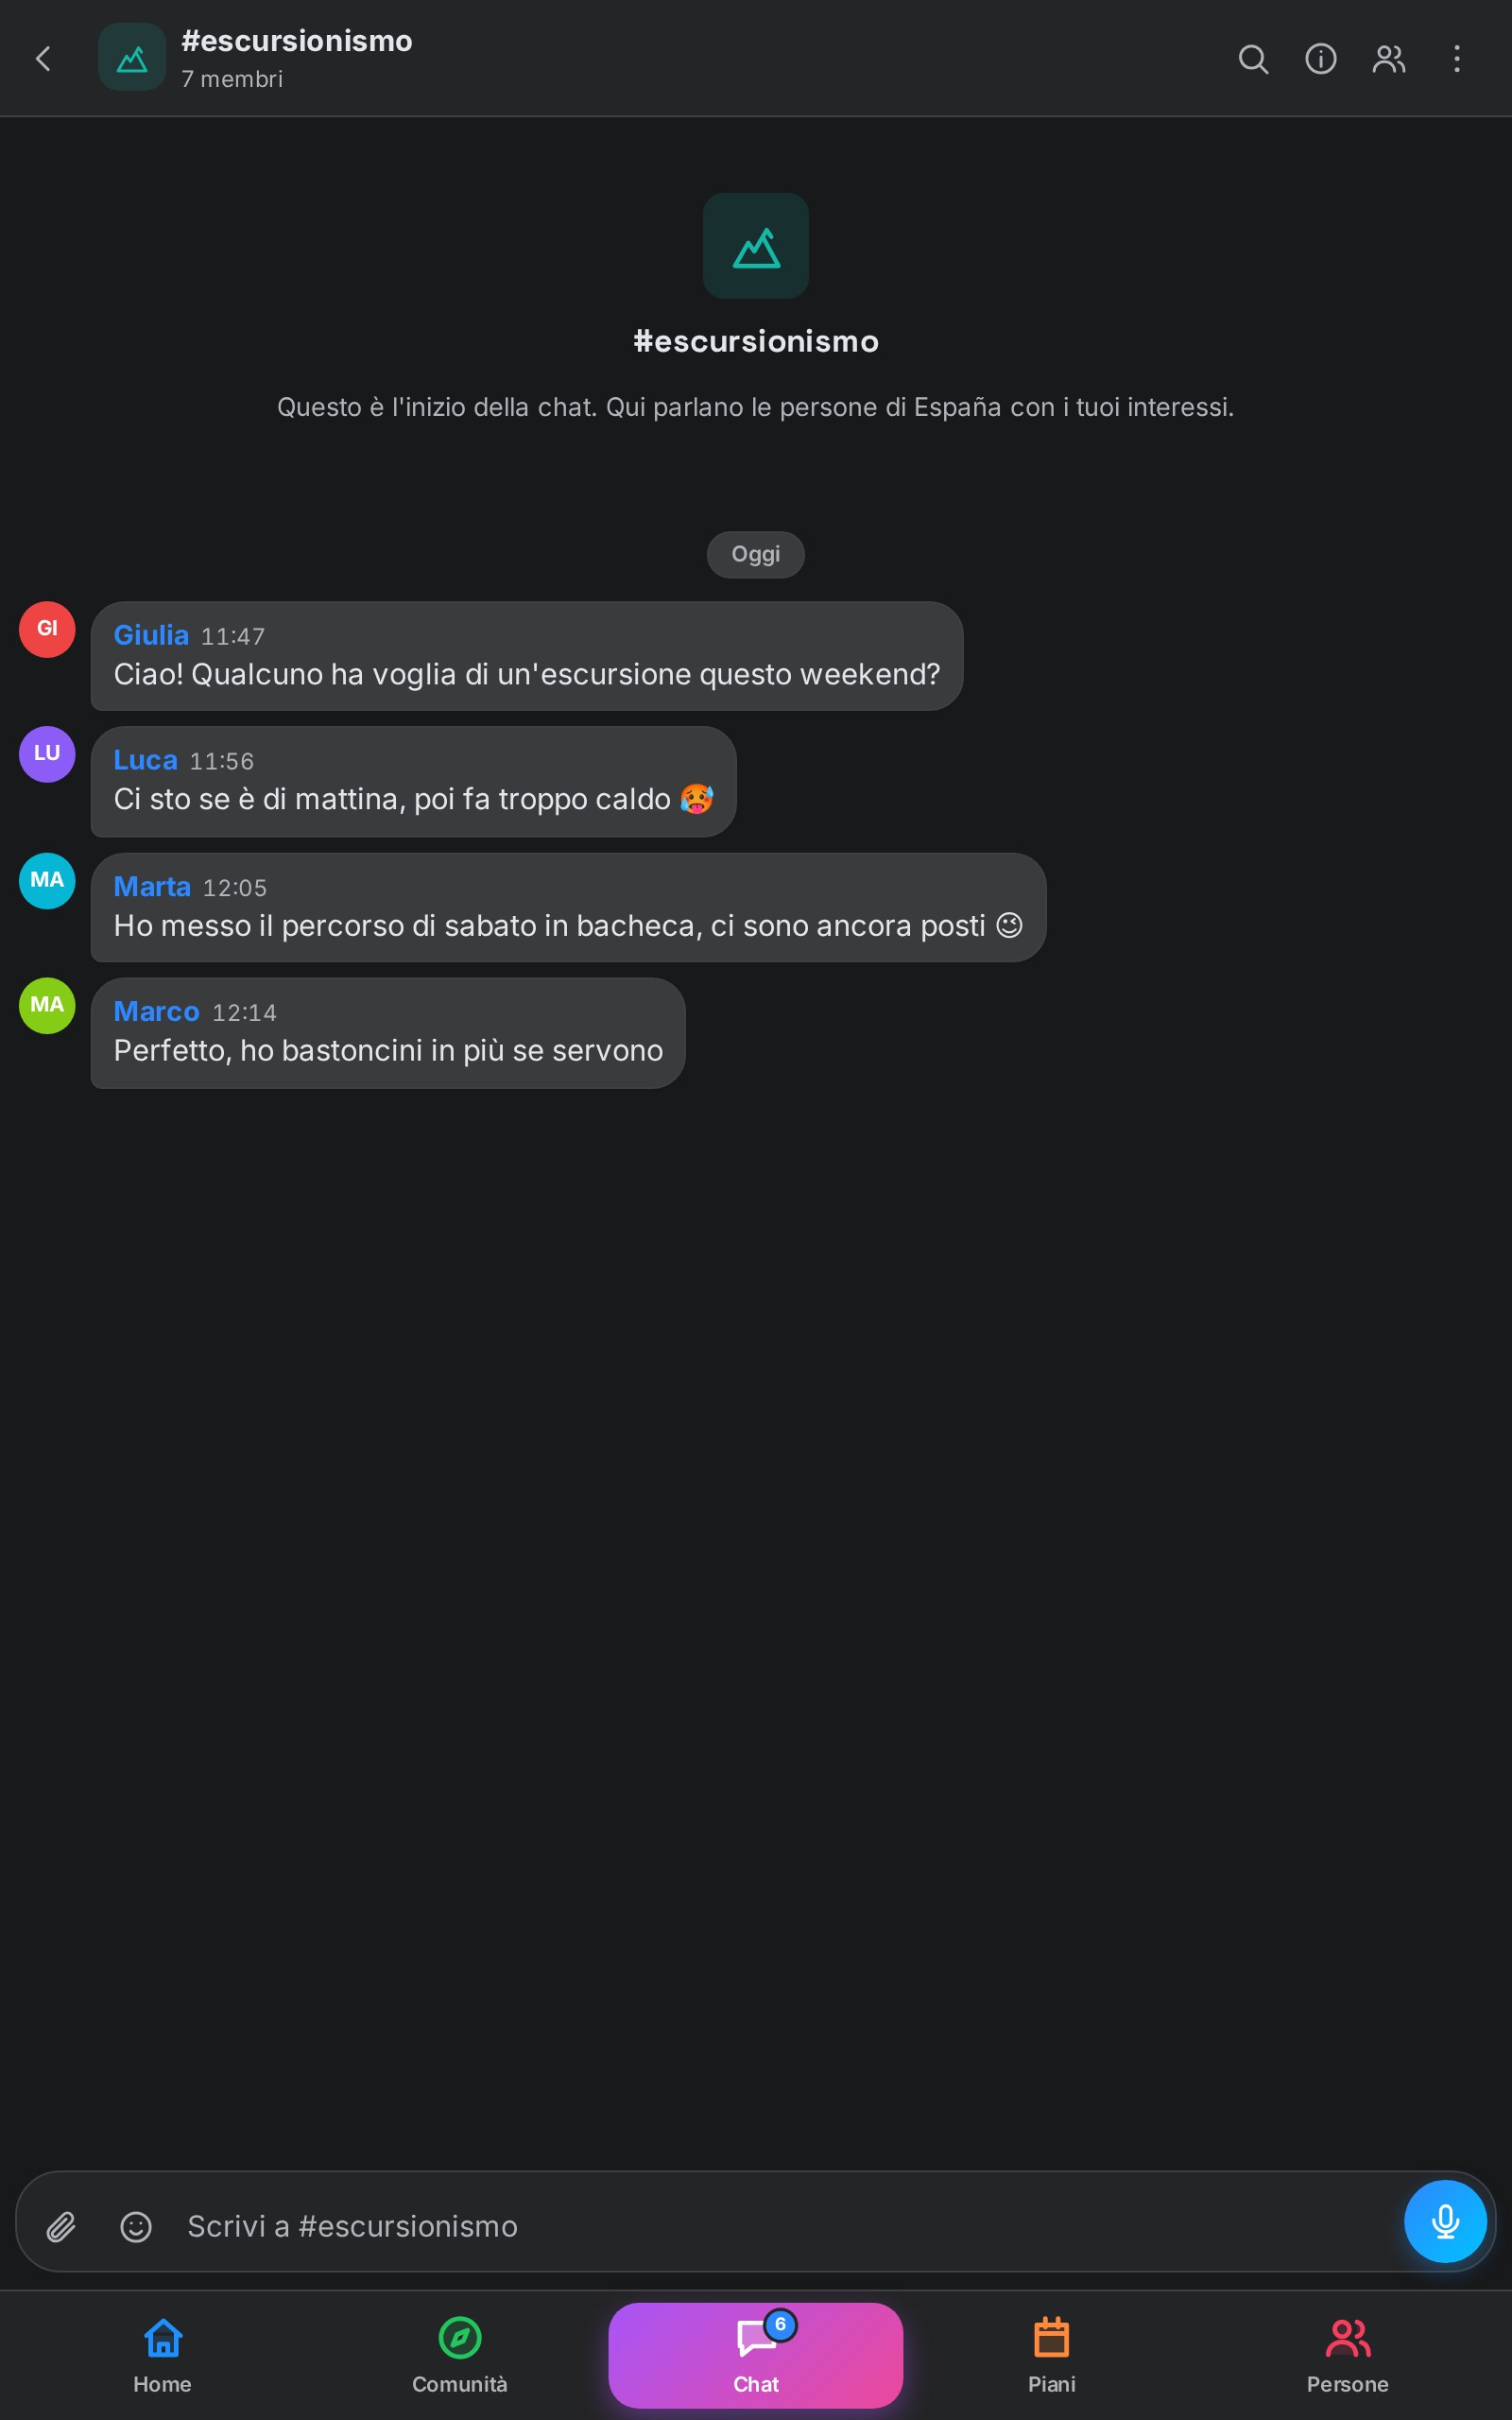 #escursionismo
7 membri
#escursionismo
Questo è l'inizio della chat. Qui parlano le persone di España con i tuoi interessi.
Oggi
GI
Giulia 11:47
Ciao! Qualcuno ha voglia di un'escursione questo weekend?
LU
Luca 11:56
Ci sto se è di mattina, poi fa troppo caldo 🥵
MA
Marta 12:05
Ho messo il percorso di sabato in bacheca, ci sono ancora posti 😉
MA
Marco 12:14
Perfetto, ho bastoncini in più se servono
Scrivi a #escursionismo
6
Home
Comunità
Chat
Piani
Persone